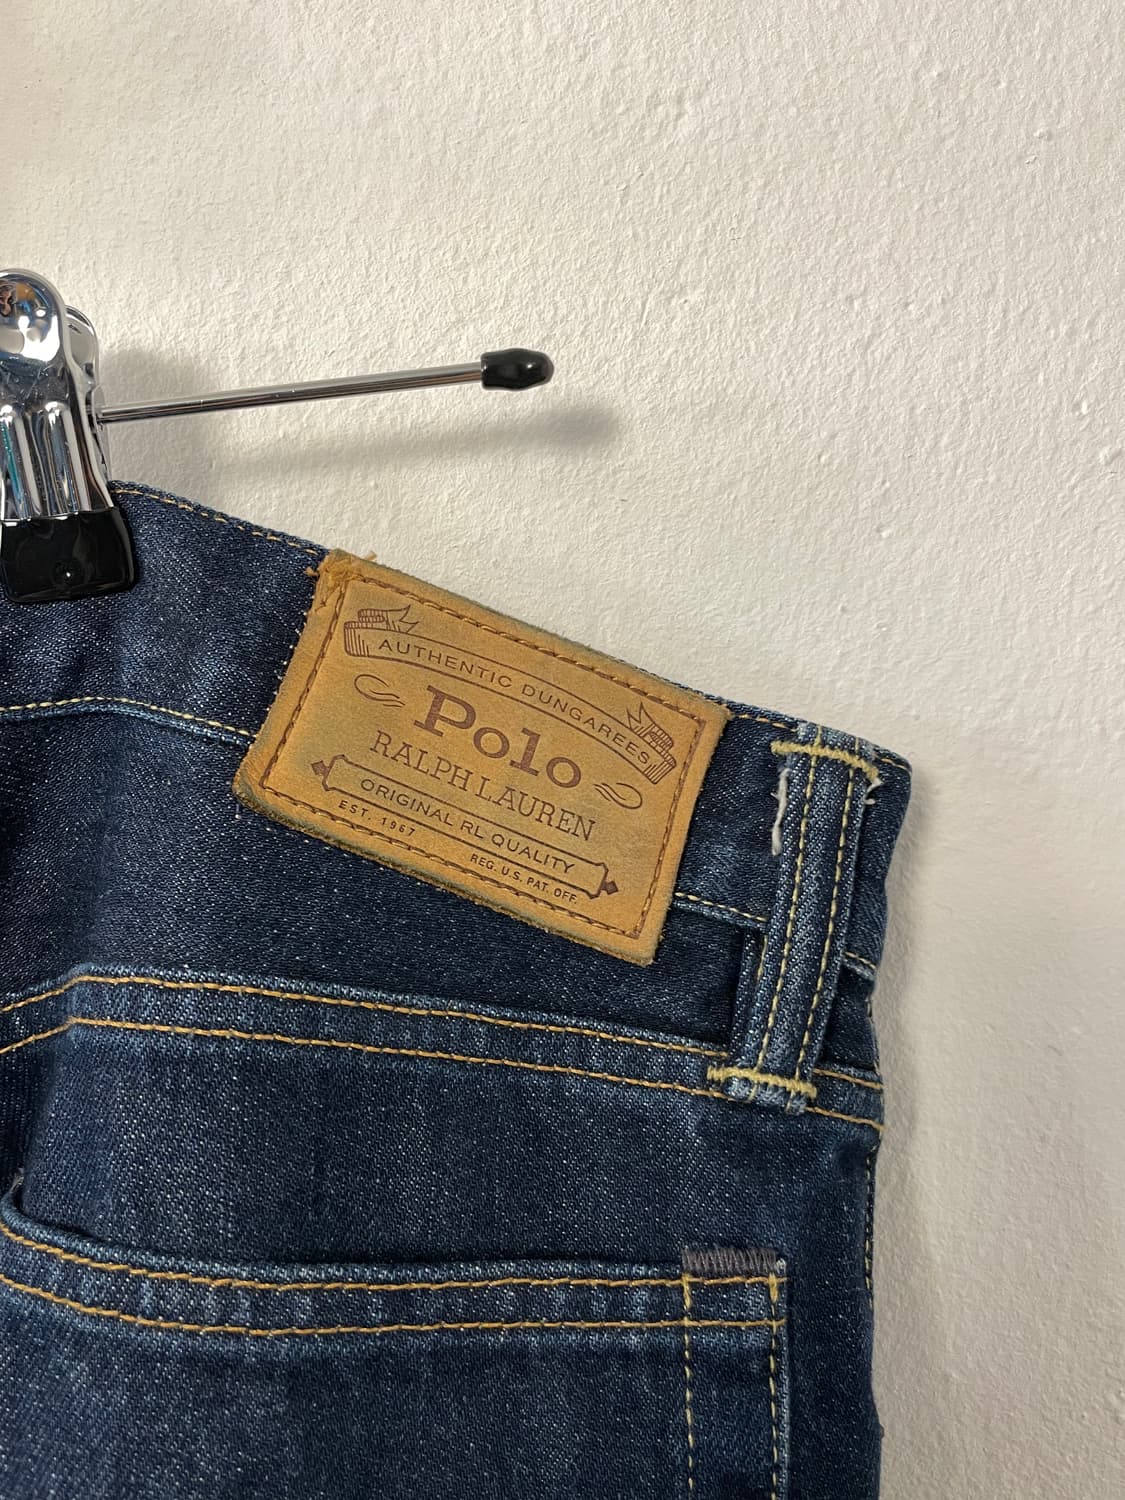 AUTHENTIC DUNGAREES
Polo
RALPH LAUREN
ORIGINAL RL QUALITY
EST. 1967
REG. U.S. PAT. OFF.